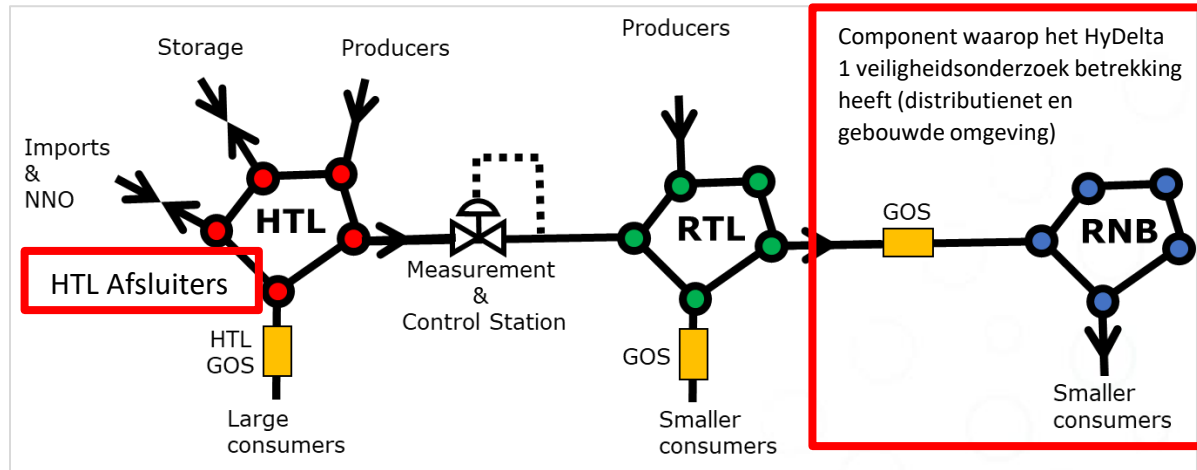 Storage
Producers
Imports
&
NNO
HTL
HTL Afsluiters
HTL
GOS
Large
consumers
Measurement
&
Control Station
Producers
RTL
GOS
Smaller
consumers
Component waarop het HyDelta
1 veiligheidsonderzoek betrekking
heeft (distributienet en
gebouwde omgeving)
GOS
RNB
Smaller
consumers